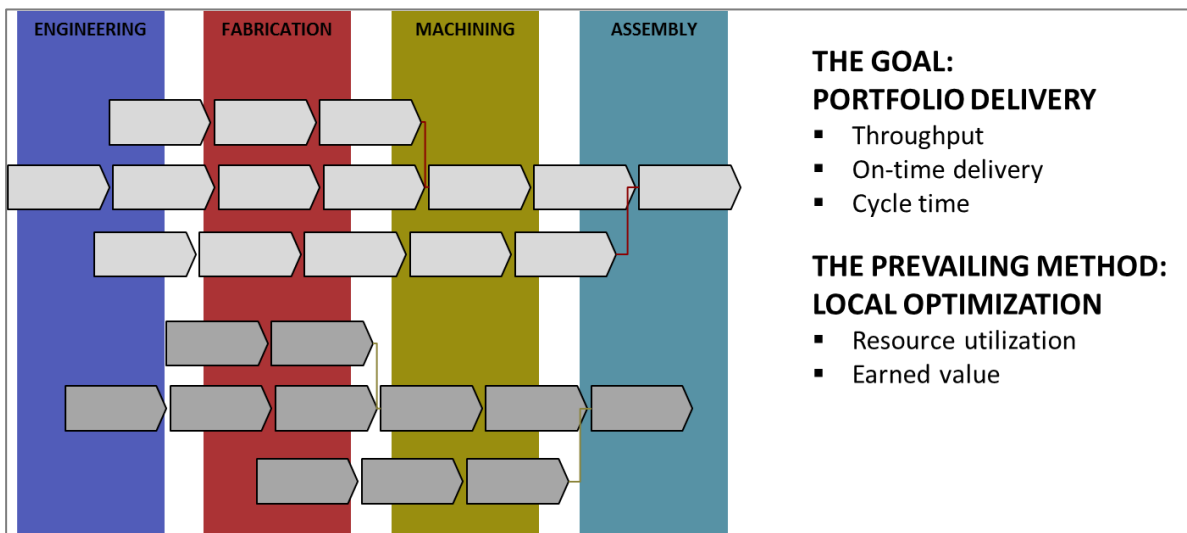 ENGINEERING
FABRICATION
MACHINING
ASSEMBLY
THE GOAL:
PORTFOLIO DELIVERY
▪ Throughput
▪ On-time delivery
▪ Cycle time
THE PREVAILING METHOD:
LOCAL OPTIMIZATION
▪ Resource utilization
▪ Earned value